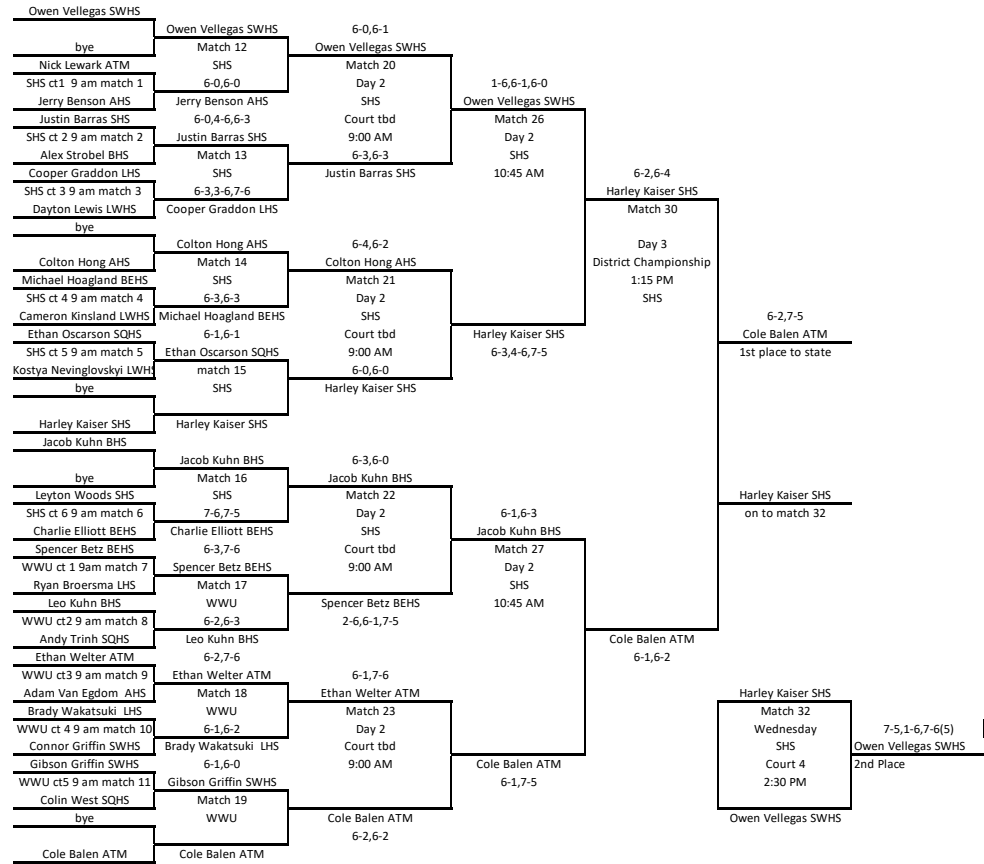 Owen Vellegas SWHS
bye
Nick Lewark ATM
SHS ct1 9 am match 1
Jerry Benson AHS
Justin Barras SHS
SHS ct 2 9 am match 2
Alex Strobel BHS
Cooper Graddon LHS
SHS ct 3 9 am match 3
Dayton Lewis LWHS
bye
Colton Hong AHS
Michael Hoagland BEHS
SHS ct 4 9 am match 4
Cameron Kinsland LWHS
Ethan Oscarson SQHS
SHS ct 5 9 am match 5
Kostya Nevinglovskyi LWHS
bye
Harley Kaiser SHS
Jacob Kuhn BHS
bye
Leyton Woods SHS
SHS ct 6 9 am match 6
Charlie Elliott BEHS
Spencer Betz BEHS
WWU ct 1 9am match 7
Ryan Broersma LHS
Leo Kuhn BHS
WWU ct2 9 am match 8
Andy Trinh SQHS
Ethan Welter ATM
WWU ct3 9 am match 9
Adam Van Egdom AHS
Brady Wakatsuki LHS
WWU ct 4 9 am match 10
Connor Griffin SWHS
Gibson Griffin SWHS
WWU ct5 9 am match 11
Colin West SQHS
bye
Cole Balen ATM
Owen Vellegas SWHS
Match 12
SHS
6-0,6-0
Jerry Benson AHS
6-0,4-6,6-3
Justin Barras SHS
Match 13
SHS
6-3,3-6,7-6
Cooper Graddon LHS
Colton Hong AHS
Match 14
SHS
6-3,6-3
Michael Hoagland BEHS
6-1,6-1
Ethan Oscarson SQHS
match 15
SHS
Harley Kaiser SHS
Jacob Kuhn BHS
Match 16
SHS
7-6,7-5
Charlie Elliott BEHS
6-3,7-6
Spencer Betz BEHS
Match 17
WWU
6-2,6-3
Leo Kuhn BHS
6-2,7-6
Ethan Welter ATM
Match 18
WWU
6-1,6-2
Brady Wakatsuki LHS
6-1,6-0
Gibson Griffin SWHS
Match 19
WWU
Cole Balen ATM
6-0,6-1
Owen Vellegas SWHS
Match 20
Day 2
SHS
Court tbd
9:00 AM
6-3,6-3
Justin Barras SHS
6-4,6-2
Colton Hong AHS
Match 21
Day 2
SHS
Court tbd
9:00 AM
6-0,6-0
Harley Kaiser SHS
6-3,6-0
Jacob Kuhn BHS
Match 22
Day 2
SHS
Court tbd
9:00 AM
Spencer Betz BEHS
2-6,6-1,7-5
6-1,7-6
Ethan Welter ATM
Match 23
Day 2
Court tbd
9:00 AM
Cole Balen ATM
6-2,6-2
1-6,6-1,6-0
Owen Vellegas SWHS
Match 26
Day 2
SHS
10:45 AM
Harley Kaiser SHS
6-3,4-6,7-5
6-1,6-3
Jacob Kuhn BHS
Match 27
Day 2
SHS
10:45 AM
Cole Balen ATM
6-1,7-5
6-2,6-4
Harley Kaiser SHS
Match 30
Day 3
District Championship
1:15 PM
SHS
Cole Balen ATM
6-1,6-2
6-2,7-5
Cole Balen ATM
1st place to state
Harley Kaiser SHS
on to match 32
Harley Kaiser SHS
Match 32
Wednesday
SHS
Court 4
2:30 PM
Owen Vellegas SWHS
7-5,1-6,7-6(5)
Owen Vellegas SWHS
2nd Place